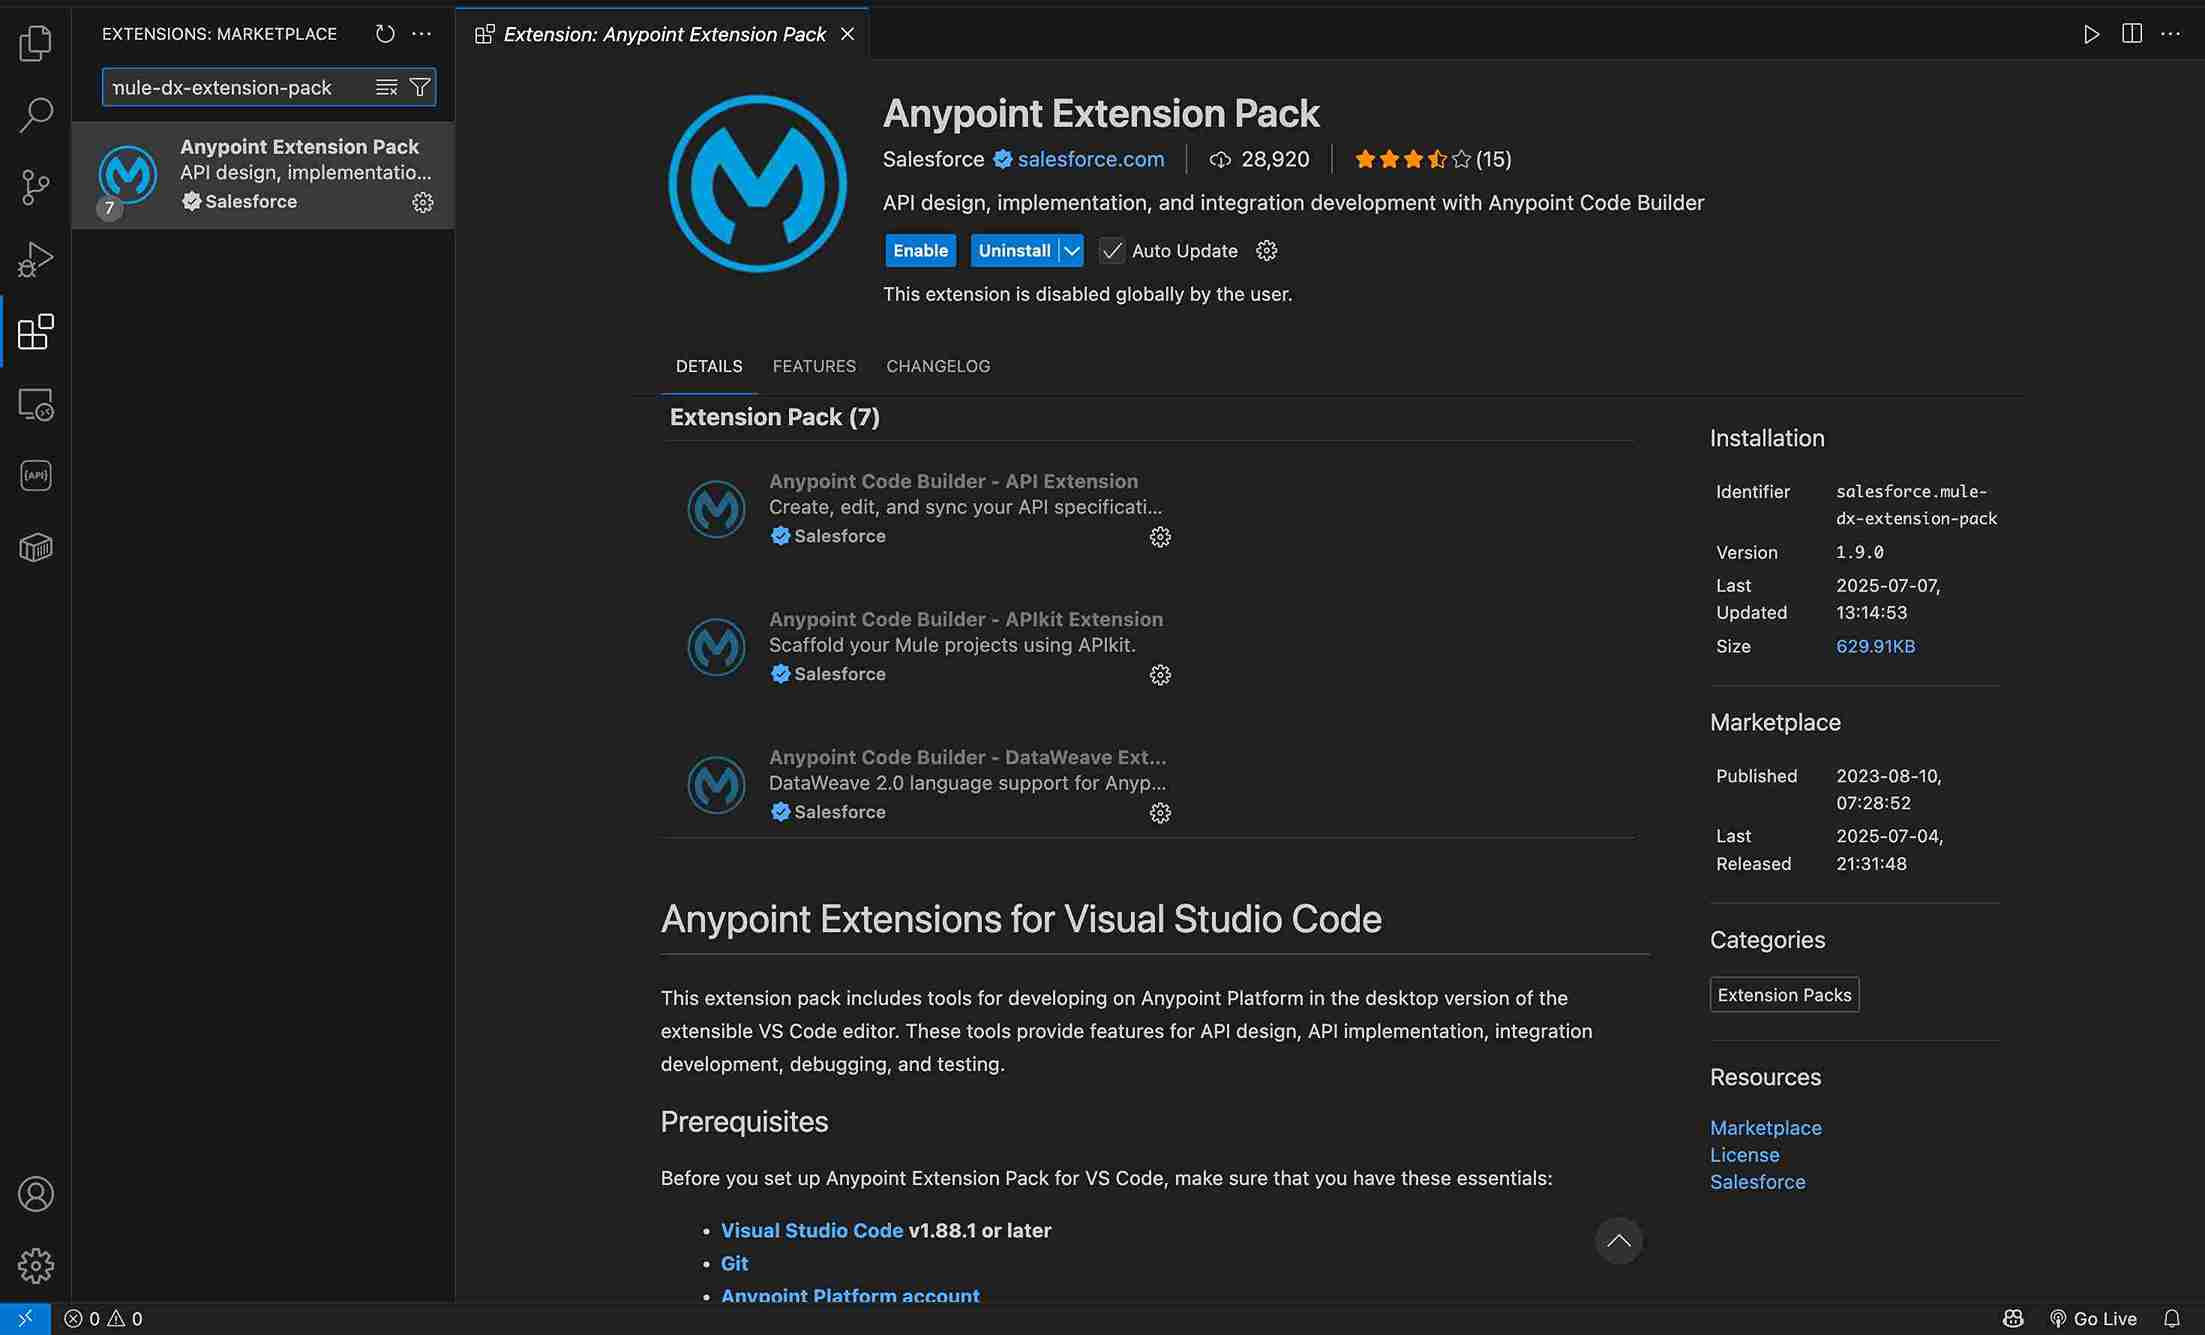 EXTENSIONS: MARKETPLACE
mule-dx-extension-pack
Anypoint Extension Pack
API design, implementatio...
7
Salesforce
Extension: Anypoint Extension Pack
Anypoint Extension Pack
Salesforce salesforce.com 28,920 (15)
API design, implementation, and integration development with Anypoint Code Builder
Enable Uninstall Auto Update
This extension is disabled globally by the user.
DETAILS FEATURES CHANGELOG
Extension Pack (7)
Anypoint Code Builder - API Extension
Create, edit, and sync your API specificati...
Salesforce
Anypoint Code Builder - APIkit Extension
Scaffold your Mule projects using APIkit.
Salesforce
Anypoint Code Builder - DataWeave Ext...
DataWeave 2.0 language support for Anyp...
Salesforce
Anypoint Extensions for Visual Studio Code
This extension pack includes tools for developing on Anypoint Platform in the desktop version of the
extensible VS Code editor. These tools provide features for API design, API implementation, integration
development, debugging, and testing.
Prerequisites
Before you set up Anypoint Extension Pack for VS Code, make sure that you have these essentials:
• Visual Studio Code v1.88.1 or later
• Git
• Anypoint Platform account
Installation
Identifier salesforce.mule-
dx-extension-pack
Version 1.9.0
Last 2025-07-07,
Updated 13:14:53
Size 629.91KB
Marketplace
Published 2023-08-10,
07:28:52
Last 2025-07-04,
Released 21:31:48
Categories
Extension Packs
Resources
Marketplace
License
Salesforce
{API}
0 0
Go Live